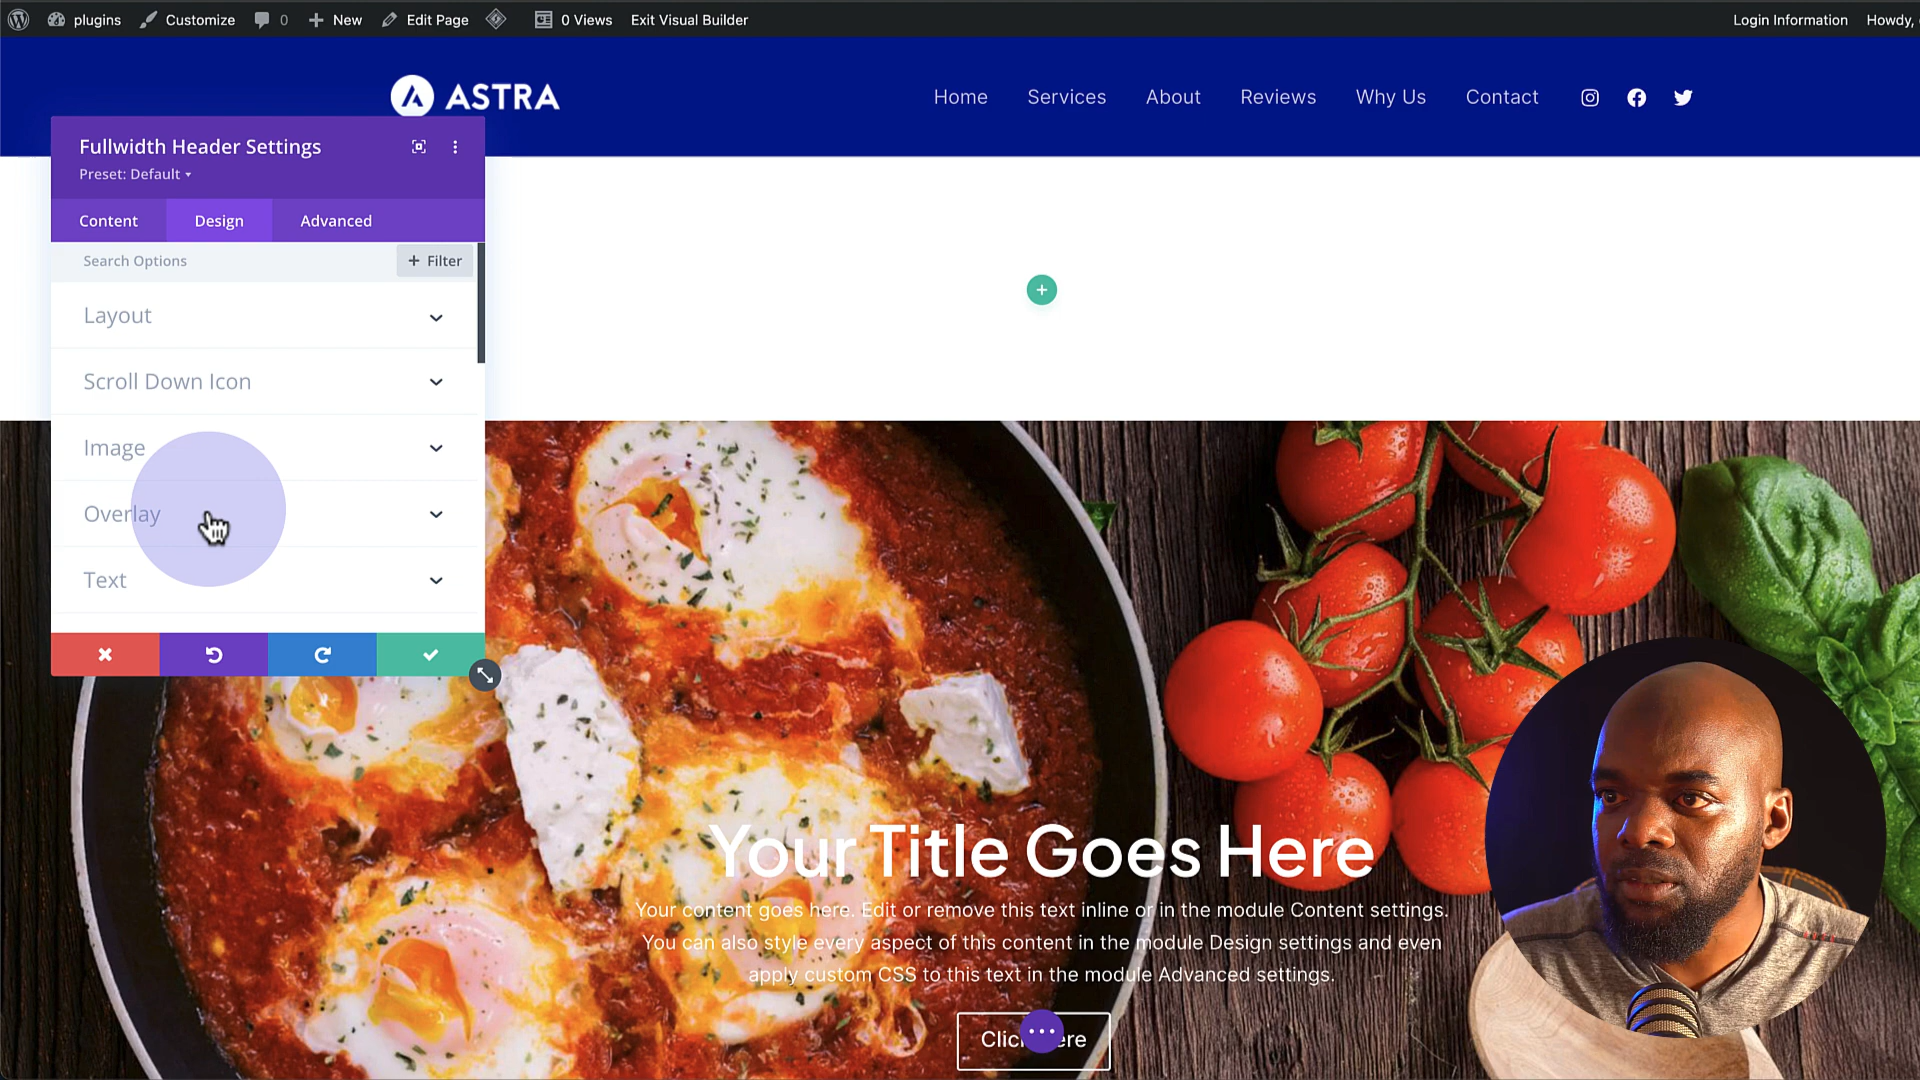 plugins Customize 0 New Edit Page 0 Views Exit Visual Builder Login Information Howdy,
ASTRA Home Services About Reviews Why Us Contact
Fullwidth Header Settings
Preset: Default
Content Design Advanced
Search Options + Filter
Layout
Scroll Down Icon
Image
Overlay
Text
Your Title Goes Here
Your content goes here. Edit or remove this text inline or in the module Content settings.
You can also style every aspect of this content in the module Design settings and even
apply custom CSS to this text in the module Advanced settings.